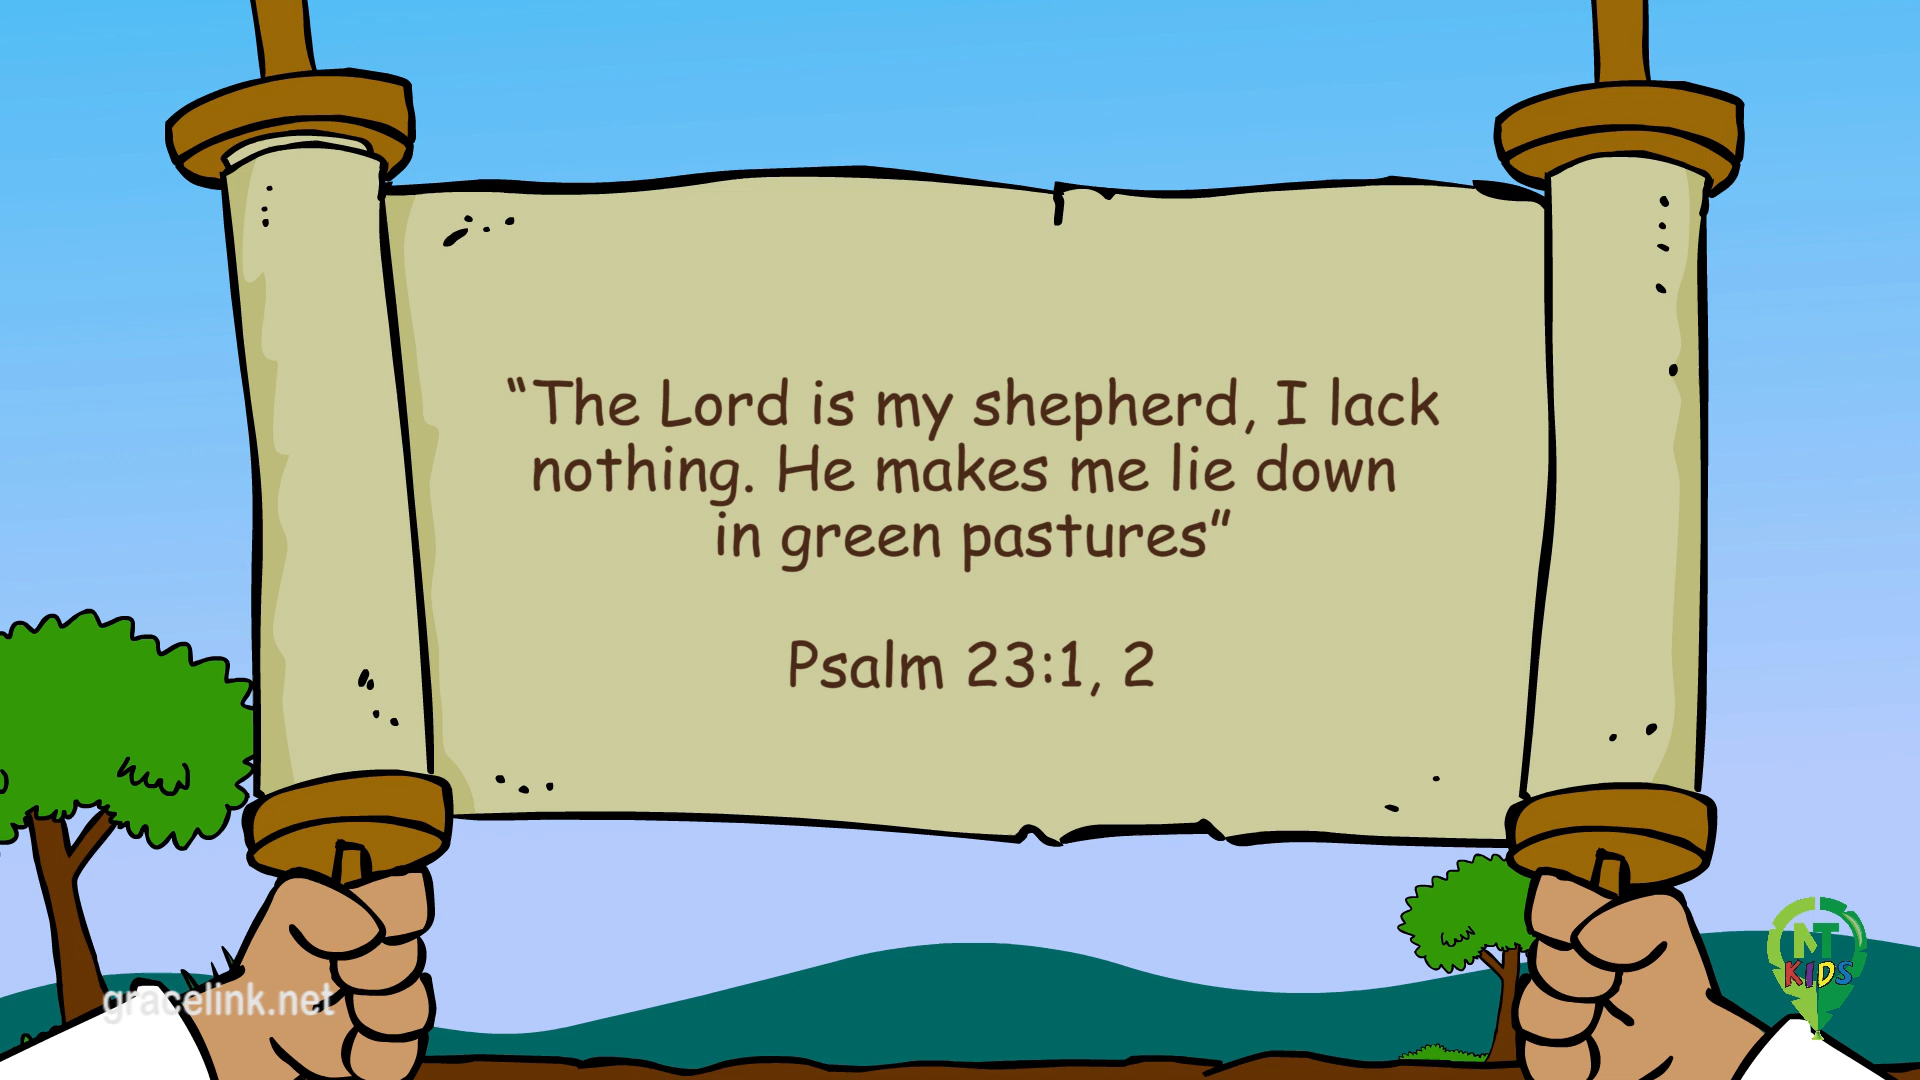 “The Lord is my shepherd, I lack
nothing. He makes me lie down
in green pastures”
Psalm 23:1, 2
gracelink.net
NT
KIDS